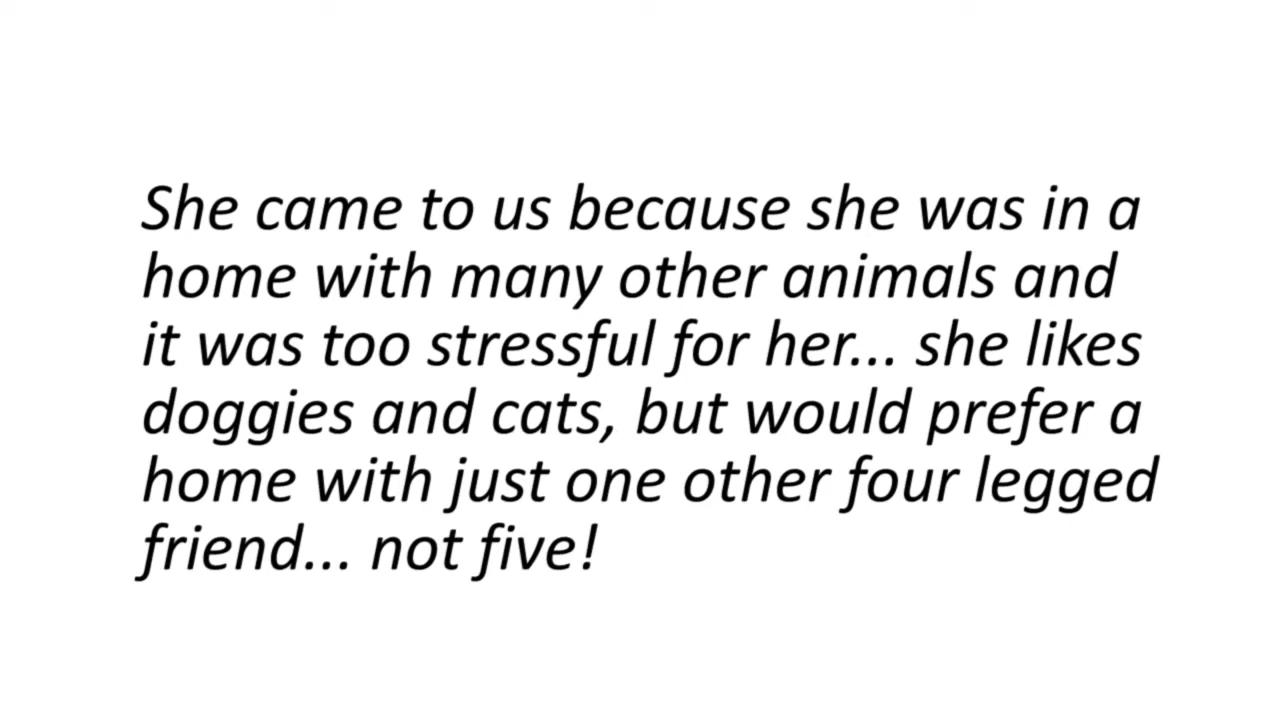 She came to us because she was in a
home with many other animals and
it was too stressful for her... she likes
doggies and cats, but would prefer a
home with just one other four legged
friend... not five!